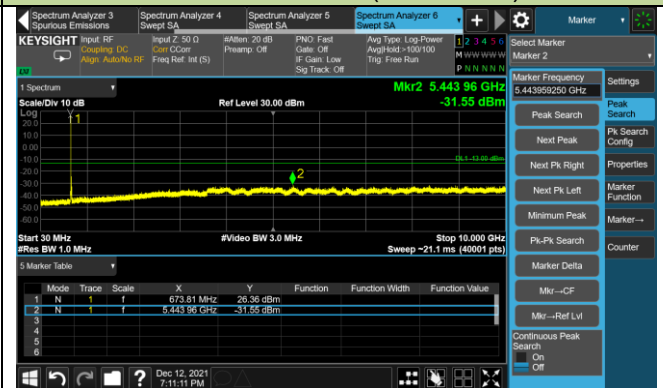 Spectrum Analyzer 3
Spurious Emissions
Spectrum Analyzer 4
Swept SA
Spectrum Analyzer 5
Swept SA
Spectrum Analyzer 6
Swept SA
Marker
KEYSIGHT
Input: RF
Coupling: DC
Align: Auto/No RF
Input Z: 50 Ω
Corr CCorr
Freq Ref: Int (S)
#Atten: 20 dB
Preamp: Off
PNO: Fast
Gate: Off
IF Gain: Low
Sig Track: Off
Avg Type: Log-Power
Avg|Hold:>100/100
Trig: Free Run
1 2 3 4 5 6
M W W W W W
P N N N N N
Select Marker
Marker 2
1 Spectrum
Mkr2 5.443 96 GHz
-31.55 dBm
Scale/Div 10 dB
Ref Level 30.00 dBm
Log
20.0
10.0
0.00
-10.0
-20.0
-30.0
-40.0
-50.0
-60.0
1
2
DL1 -13.00 dBm
Start 30 MHz
#Video BW 3.0 MHz
Stop 10.000 GHz
#Res BW 1.0 MHz
Sweep ~21.1 ms (40001 pts)
5 Marker Table
Mode Trace Scale X Y Function Function Width Function Value
1 N 1 f 673.81 MHz 26.36 dBm
2 N 1 f 5.443 96 GHz -31.55 dBm
3
4
5
6
Marker Frequency
5.443959250 GHz
Peak Search
Next Peak
Next Pk Right
Next Pk Left
Minimum Peak
Pk-Pk Search
Marker Delta
Mkr→CF
Mkr→Ref Lvl
Continuous Peak
Search
On
Off
Settings
Peak
Search
Pk Search
Config
Properties
Marker
Function
Marker→
Counter
?
Dec 12, 2021
7:11:11 PM